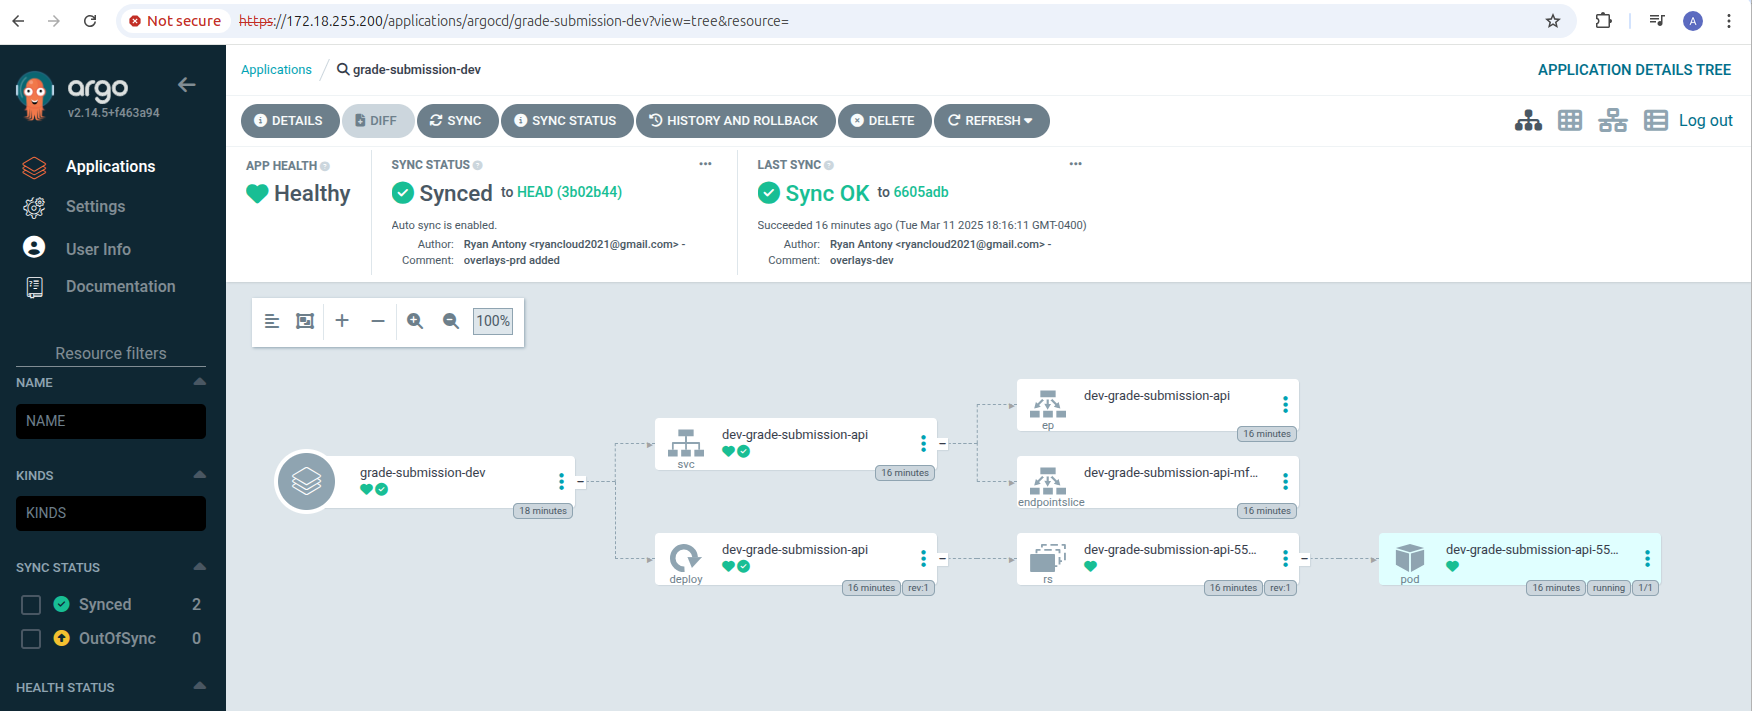 Not secure https://172.18.255.200/applications/argocd/grade-submission-dev?view=tree&resource=
A
argo
v2.14.5+f463a94
Applications
Settings
User Info
Documentation
Resource filters
NAME
NAME
KINDS
KINDS
SYNC STATUS
Synced 2
OutOfSync 0
HEALTH STATUS
Applications / grade-submission-dev
APPLICATION DETAILS TREE
DETAILS DIFF SYNC SYNC STATUS HISTORY AND ROLLBACK DELETE REFRESH
Log out
APP HEALTH
Healthy
SYNC STATUS
Synced to HEAD (3b02b44)
Auto sync is enabled.
Author: Ryan Antony <ryancloud2021@gmail.com> -
Comment: overlays-prd added
LAST SYNC
Sync OK to 6605adb
Succeeded 16 minutes ago (Tue Mar 11 2025 18:16:11 GMT-0400)
Author: Ryan Antony <ryancloud2021@gmail.com> -
Comment: overlays-dev
100%
grade-submission-dev
18 minutes
dev-grade-submission-api
svc
16 minutes
dev-grade-submission-api
ep
16 minutes
dev-grade-submission-api-mf...
endpointslice
16 minutes
dev-grade-submission-api
deploy
16 minutes rev:1
dev-grade-submission-api-55...
rs
16 minutes rev:1
dev-grade-submission-api-55...
pod
16 minutes running 1/1